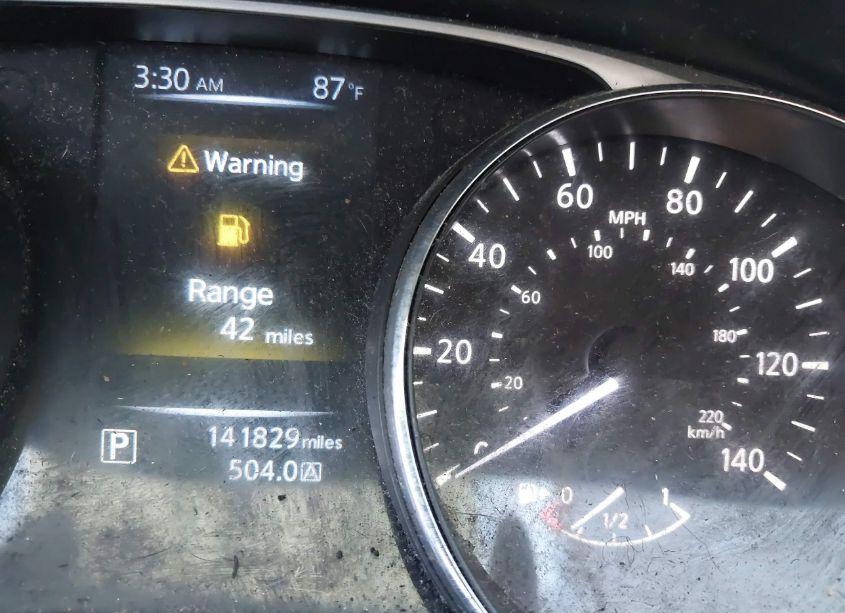 3:30 AM 87 °F
Warning
Range
42 miles
P 141829 miles
504.0 A
60 80
MPH
40 100
100 140
60
20 180 120
20
220
km/h
140
0 1/2 1